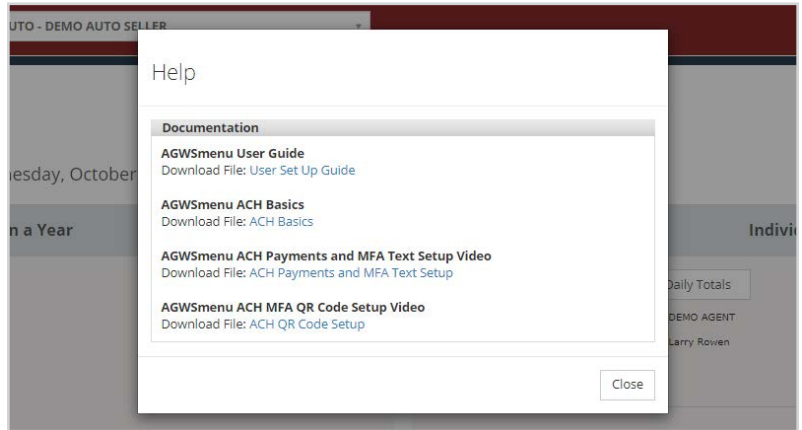 UTO - DEMO AUTO SELLER
Help
Documentation
AGWSmenu User Guide
Download File: User Set Up Guide
AGWSmenu ACH Basics
Download File: ACH Basics
AGWSmenu ACH Payments and MFA Text Setup Video
Download File: ACH Payments and MFA Text Setup
AGWSmenu ACH MFA QR Code Setup Video
Download File: ACH QR Code Setup
Close
nesday, October
n a Year
Indivi
Daily Totals
DEMO AGENT
Larry Rowen